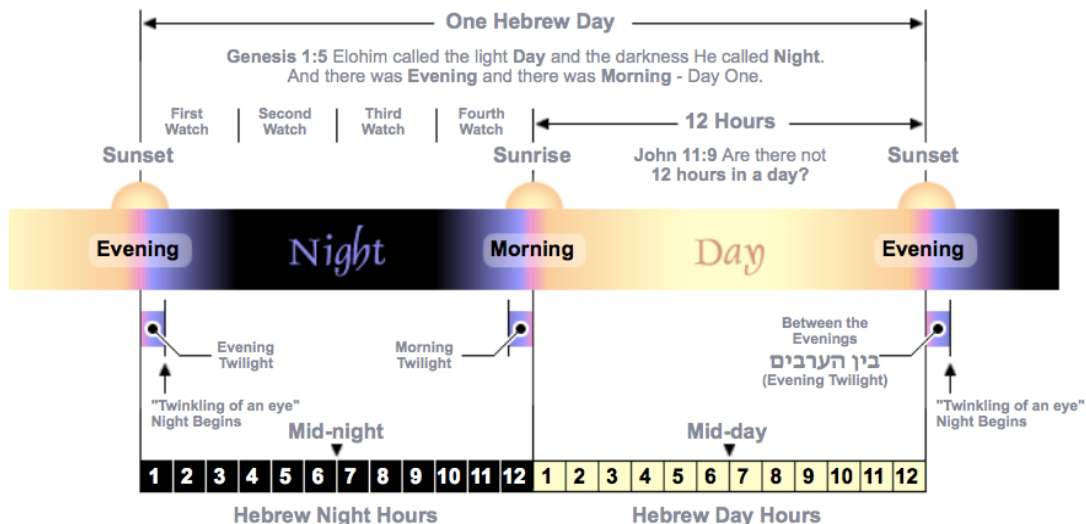 One Hebrew Day
Genesis 1:5 Elohim called the light Day and the darkness He called Night.
And there was Evening and there was Morning - Day One.
First
Watch
Second
Watch
Third
Watch
Fourth
Watch
12 Hours
Sunset
Sunrise
John 11:9 Are there not
12 hours in a day?
Sunset
Evening
Night
Morning
Day
Evening
Evening
Twilight
Morning
Twilight
Between the
Evenings
בין הערבים
(Evening Twilight)
"Twinkling of an eye"
Night Begins
"Twinkling of an eye"
Night Begins
Mid-night
Mid-day
1 2 3 4 5 6 7 8 9 10 11 12 1 2 3 4 5 6 7 8 9 10 11 12
Hebrew Night Hours
Hebrew Day Hours